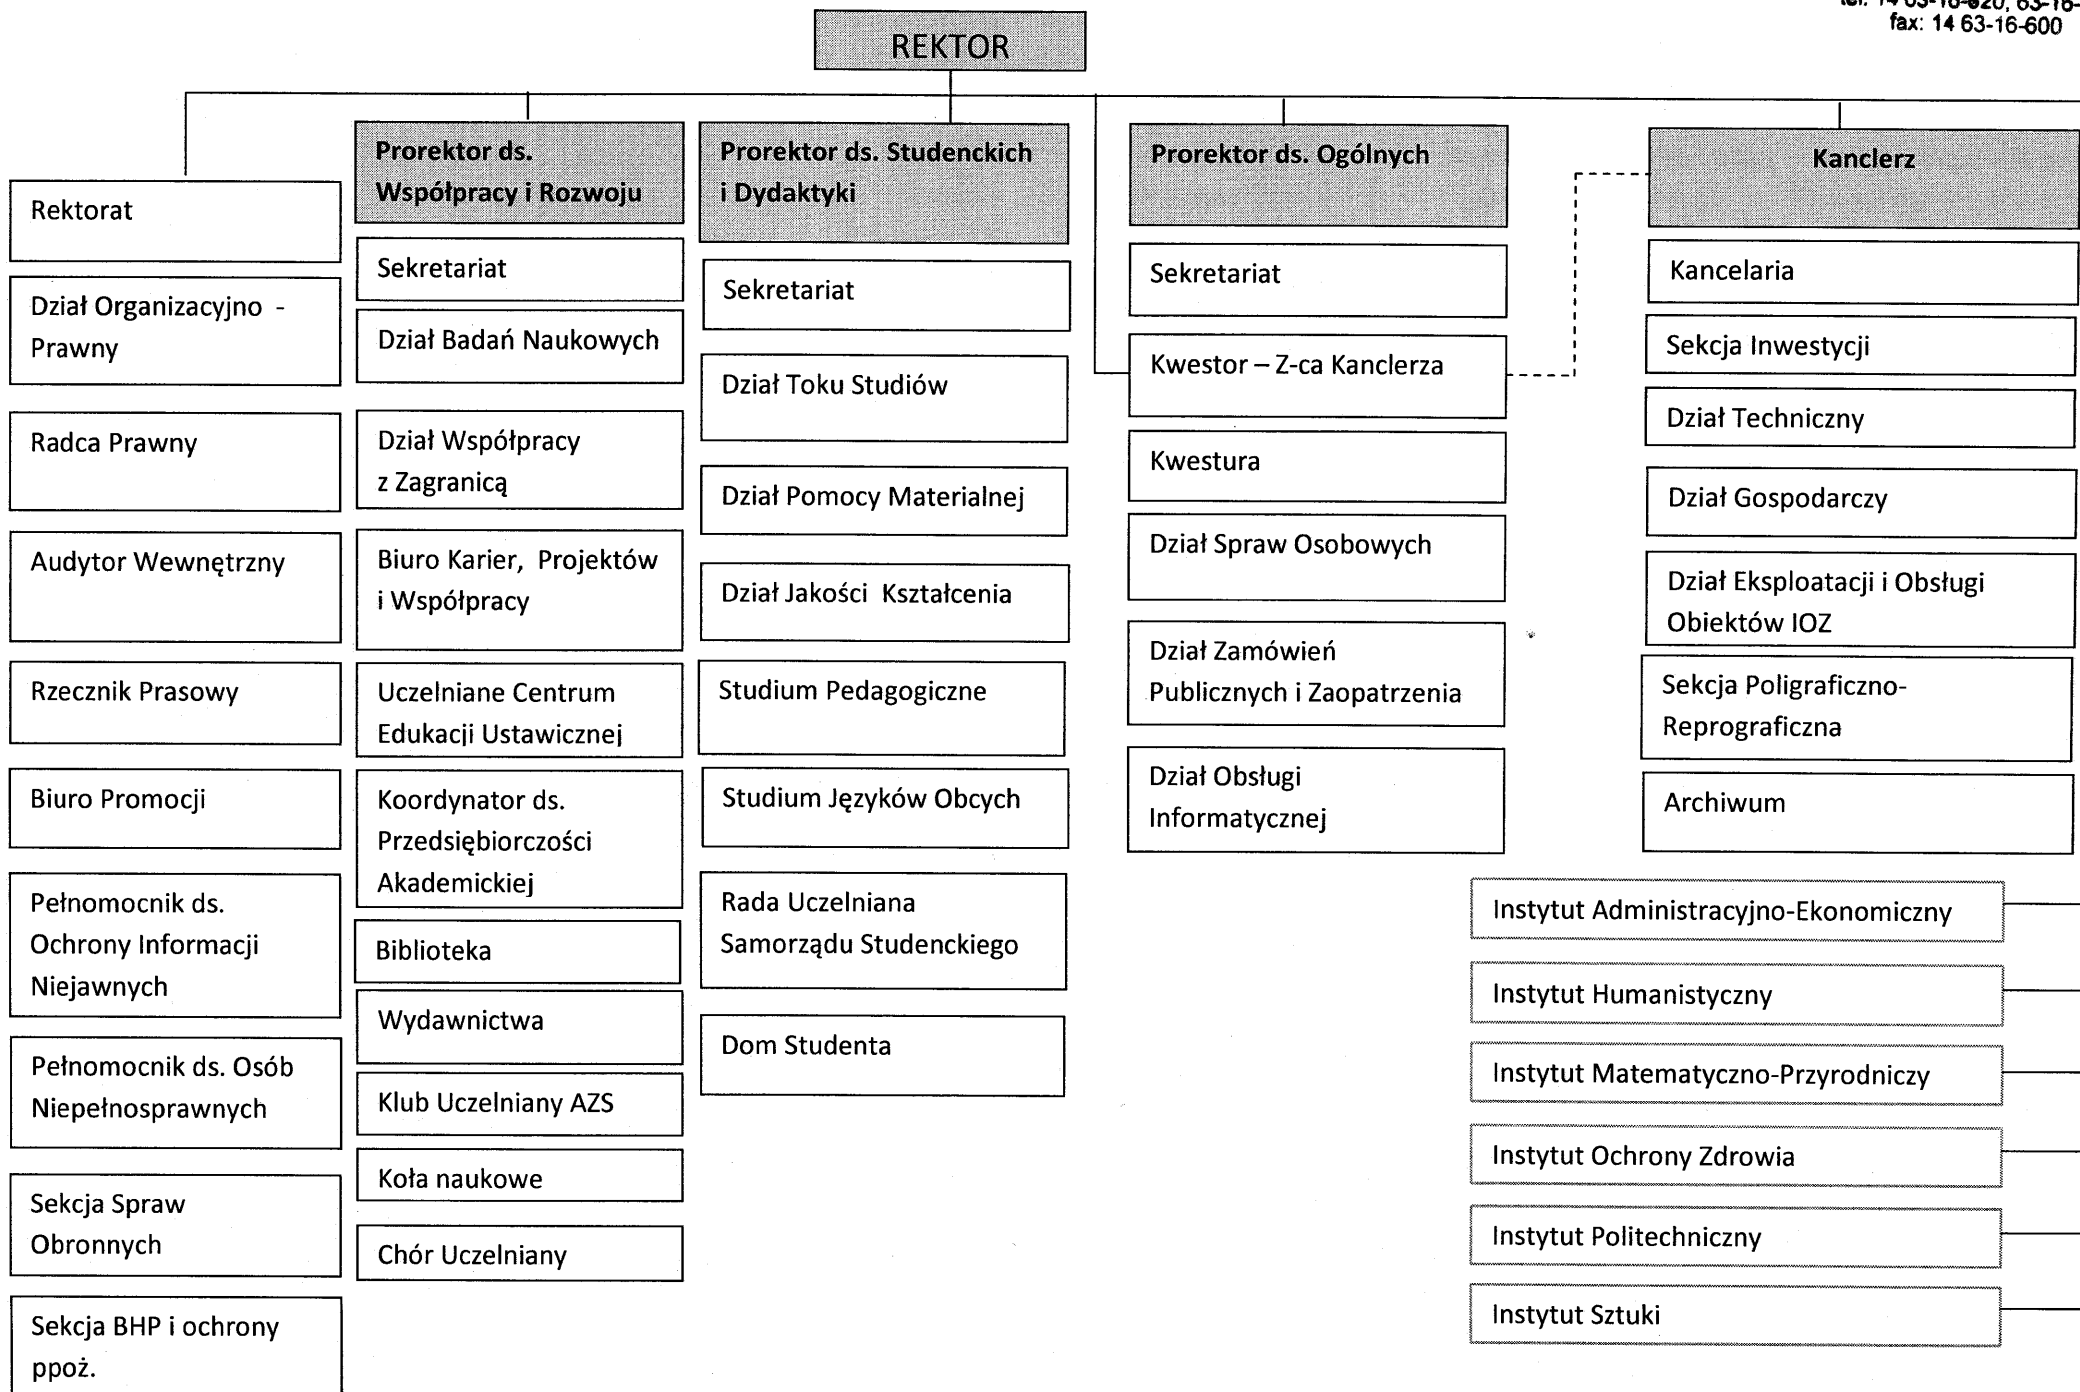 fax: 14 63-16-600
REKTOR
Rektorat
Dział Organizacyjno -
Prawny
Radca Prawny
Audytor Wewnętrzny
Rzecznik Prasowy
Biuro Promocji
Pełnomocnik ds.
Ochrony Informacji
Niejawnych
Pełnomocnik ds. Osób
Niepełnosprawnych
Sekcja Spraw
Obronnych
Sekcja BHP i ochrony
ppoż.
Prorektor ds.
Współpracy i Rozwoju
Sekretariat
Dział Badań Naukowych
Dział Współpracy
z Zagranicą
Biuro Karier, Projektów
i Współpracy
Uczelniane Centrum
Edukacji Ustawicznej
Koordynator ds.
Przedsiębiorczości
Akademickiej
Biblioteka
Wydawnictwa
Klub Uczelniany AZS
Koła naukowe
Chór Uczelniany
Prorektor ds. Studenckich
i Dydaktyki
Sekretariat
Dział Toku Studiów
Dział Pomocy Materialnej
Dział Jakości Kształcenia
Studium Pedagogiczne
Studium Języków Obcych
Rada Uczelniana
Samorządu Studenckiego
Dom Studenta
Prorektor ds. Ogólnych
Sekretariat
Kwestor – Z-ca Kanclerza
Kwestura
Dział Spraw Osobowych
Dział Zamówień
Publicznych i Zaopatrzenia
Dział Obsługi
Informatycznej
Kanclerz
Kancelaria
Sekcja Inwestycji
Dział Techniczny
Dział Gospodarczy
Dział Eksploatacji i Obsługi
Obiektów IOZ
Sekcja Poligraficzno-
Reprograficzna
Archiwum
Instytut Administracyjno-Ekonomiczny
Instytut Humanistyczny
Instytut Matematyczno-Przyrodniczy
Instytut Ochrony Zdrowia
Instytut Politechniczny
Instytut Sztuki